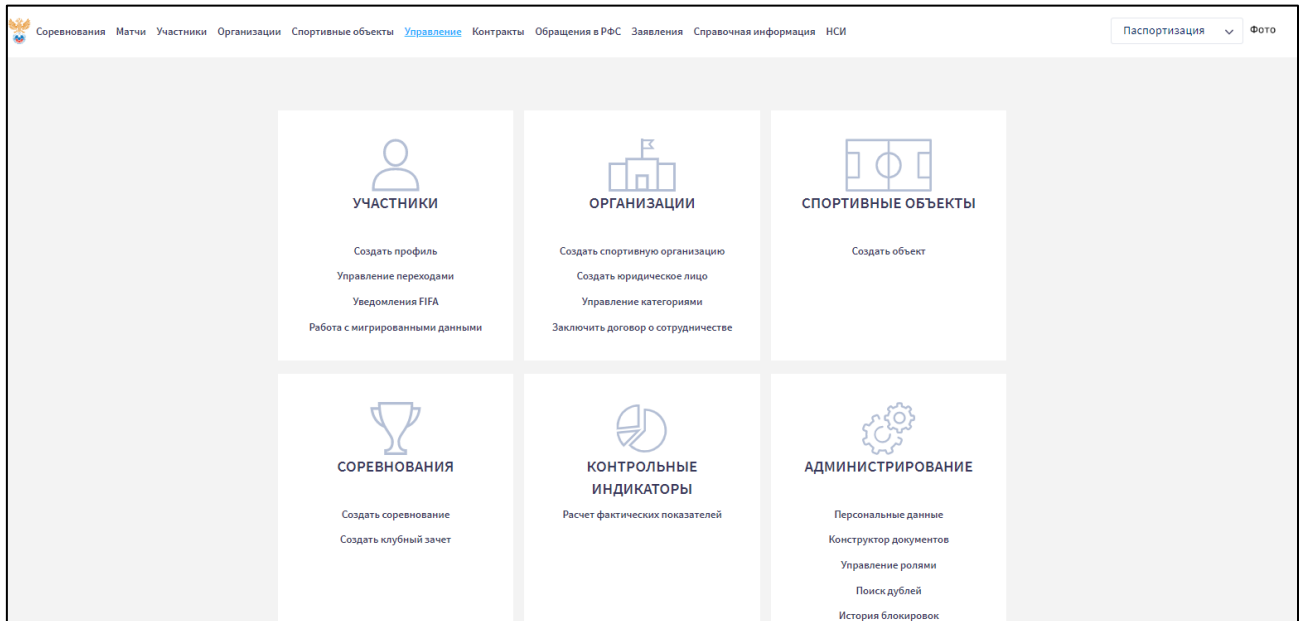 Соревнования Матчи Участники Организации Спортивные объекты Управление Контракты Обращения в РФС Заявления Справочная информация НСИ Паспортизация Фото
УЧАСТНИКИ
Создать профиль
Управление переходами
Уведомления FIFA
Работа с мигрированными данными
ОРГАНИЗАЦИИ
Создать спортивную организацию
Создать юридическое лицо
Управление категориями
Заключить договор о сотрудничестве
СПОРТИВНЫЕ ОБЪЕКТЫ
Создать объект
СОРЕВНОВАНИЯ
Создать соревнование
Создать клубный зачет
КОНТРОЛЬНЫЕ
ИНДИКАТОРЫ
Расчет фактических показателей
АДМИНИСТРИРОВАНИЕ
Персональные данные
Конструктор документов
Управление ролями
Поиск дублей
История блокировок